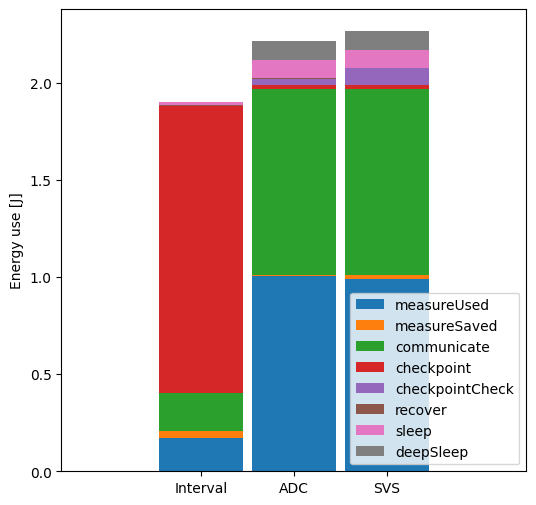 Energy use [J]
2.0
1.5
1.0
0.5
0.0
measureUsed
measureSaved
communicate
checkpoint
checkpointCheck
recover
sleep
deepSleep
Interval
ADC
SVS